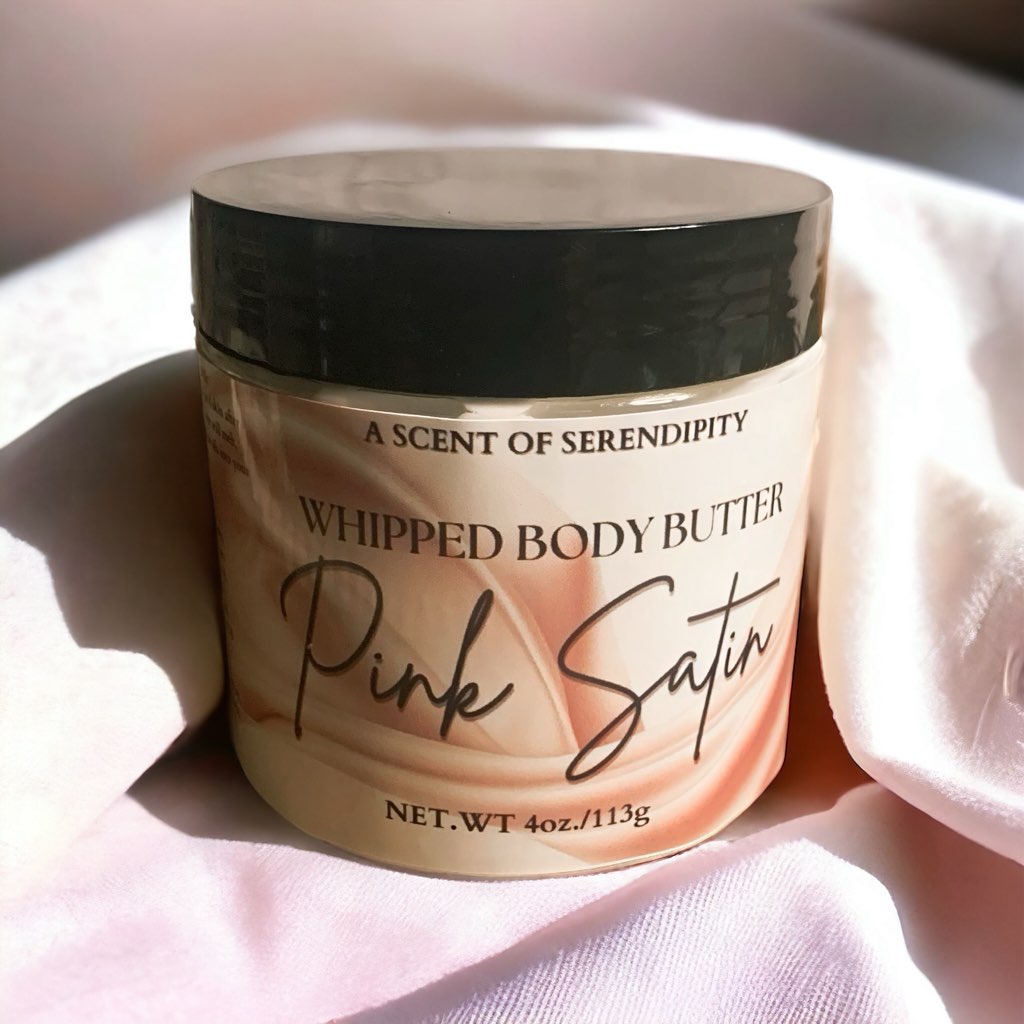 A SCENT OF SERENDIPITY
WHIPPED BODY BUTTER
Pink Satin
NET.WT 4oz./113g